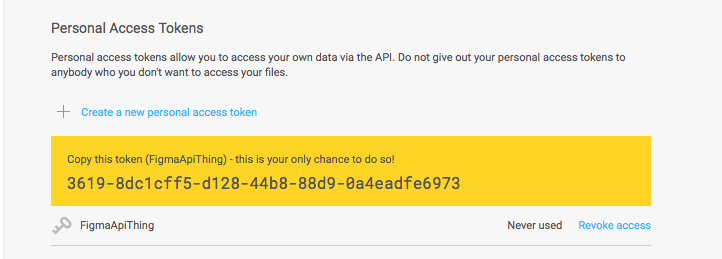 Personal Access Tokens
Personal access tokens allow you to access your own data via the API. Do not give out your personal access tokens to
anybody who you don't want to access your files.
Create a new personal access token
Copy this token (FigmaApiThing) - this is your only chance to do so!
3619-8dc1cff5-d128-44b8-88d9-0a4eadfe6973
FigmaApiThing Never used Revoke access